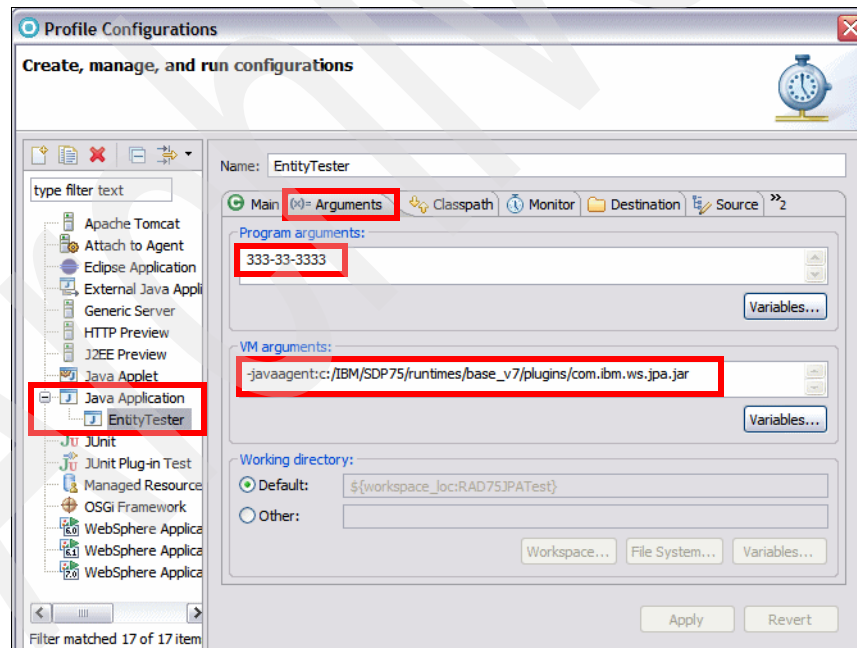 Profile Configurations
Create, manage, and run configurations
type filter text
Apache Tomcat
Attach to Agent
Eclipse Application
External Java Appli
Generic Server
HTTP Preview
J2EE Preview
Java Applet
Java Application
EntityTester
JUnit
JUnit Plug-in Test
Managed Resource
OSGi Framework
WebSphere Applica
WebSphere Applica
WebSphere Applica
Filter matched 17 of 17 item
Name: EntityTester
Main (x)= Arguments Classpath Monitor Destination Source »2
Program arguments:
333-33-3333
Variables...
VM arguments:
-javaagent:c:/IBM/SDP75/runtimes/base_v7/plugins/com.ibm.ws.jpa.jar
Variables...
Working directory:
Default: ${workspace_loc:RAD75JPATest}
Other:
Workspace... File System... Variables...
Apply Revert